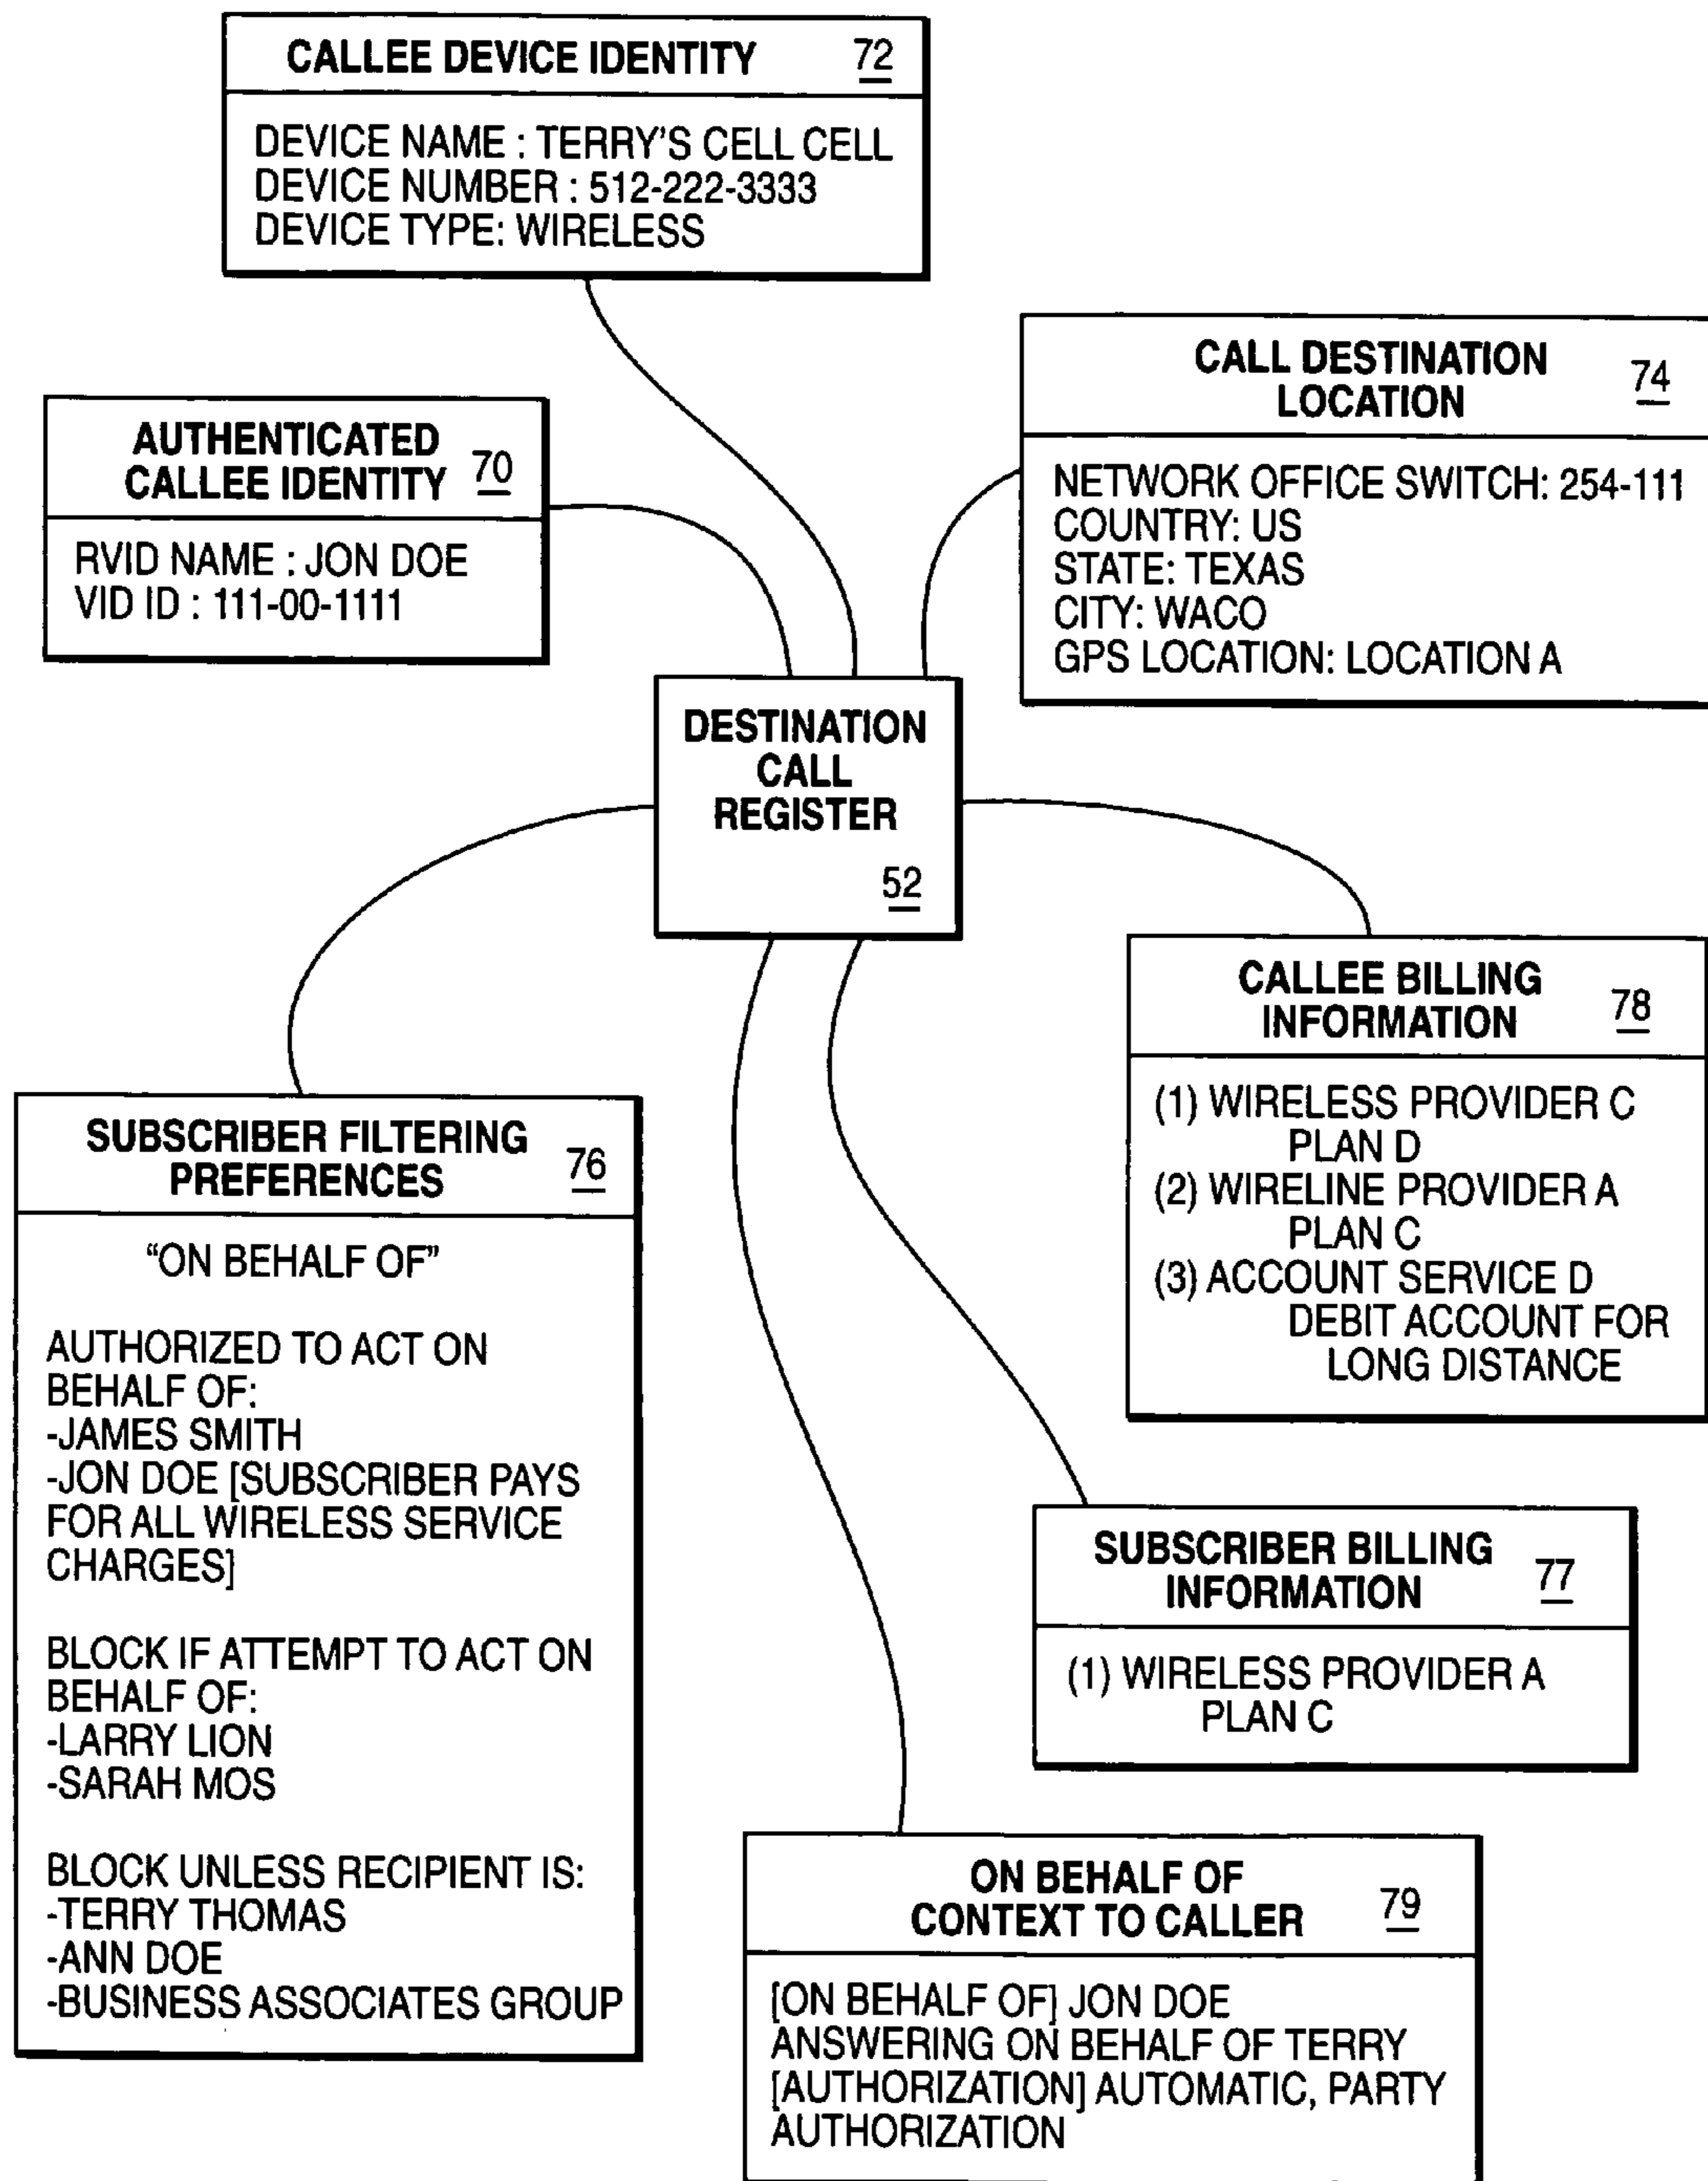 CALLEE DEVICE IDENTITY 72
DEVICE NAME : TERRY'S CELL CELL
DEVICE NUMBER : 512-222-3333
DEVICE TYPE: WIRELESS
CALL DESTINATION
LOCATION 74
NETWORK OFFICE SWITCH: 254-111
COUNTRY: US
STATE: TEXAS
CITY: WACO
GPS LOCATION: LOCATION A
AUTHENTICATED
CALLEE IDENTITY 70
RVID NAME : JON DOE
VID ID : 111-00-1111
DESTINATION
CALL
REGISTER
52
CALLEE BILLING
INFORMATION 78
(1) WIRELESS PROVIDER C
PLAN D
(2) WIRELINE PROVIDER A
PLAN C
(3) ACCOUNT SERVICE D
DEBIT ACCOUNT FOR
LONG DISTANCE
SUBSCRIBER FILTERING
PREFERENCES 76
“ON BEHALF OF”
AUTHORIZED TO ACT ON
BEHALF OF:
-JAMES SMITH
-JON DOE [SUBSCRIBER PAYS
FOR ALL WIRELESS SERVICE
CHARGES]
BLOCK IF ATTEMPT TO ACT ON
BEHALF OF:
-LARRY LION
-SARAH MOS
BLOCK UNLESS RECIPIENT IS:
-TERRY THOMAS
-ANN DOE
-BUSINESS ASSOCIATES GROUP
SUBSCRIBER BILLING
INFORMATION 77
(1) WIRELESS PROVIDER A
PLAN C
ON BEHALF OF
CONTEXT TO CALLER 79
[ON BEHALF OF] JON DOE
ANSWERING ON BEHALF OF TERRY
[AUTHORIZATION] AUTOMATIC, PARTY
AUTHORIZATION